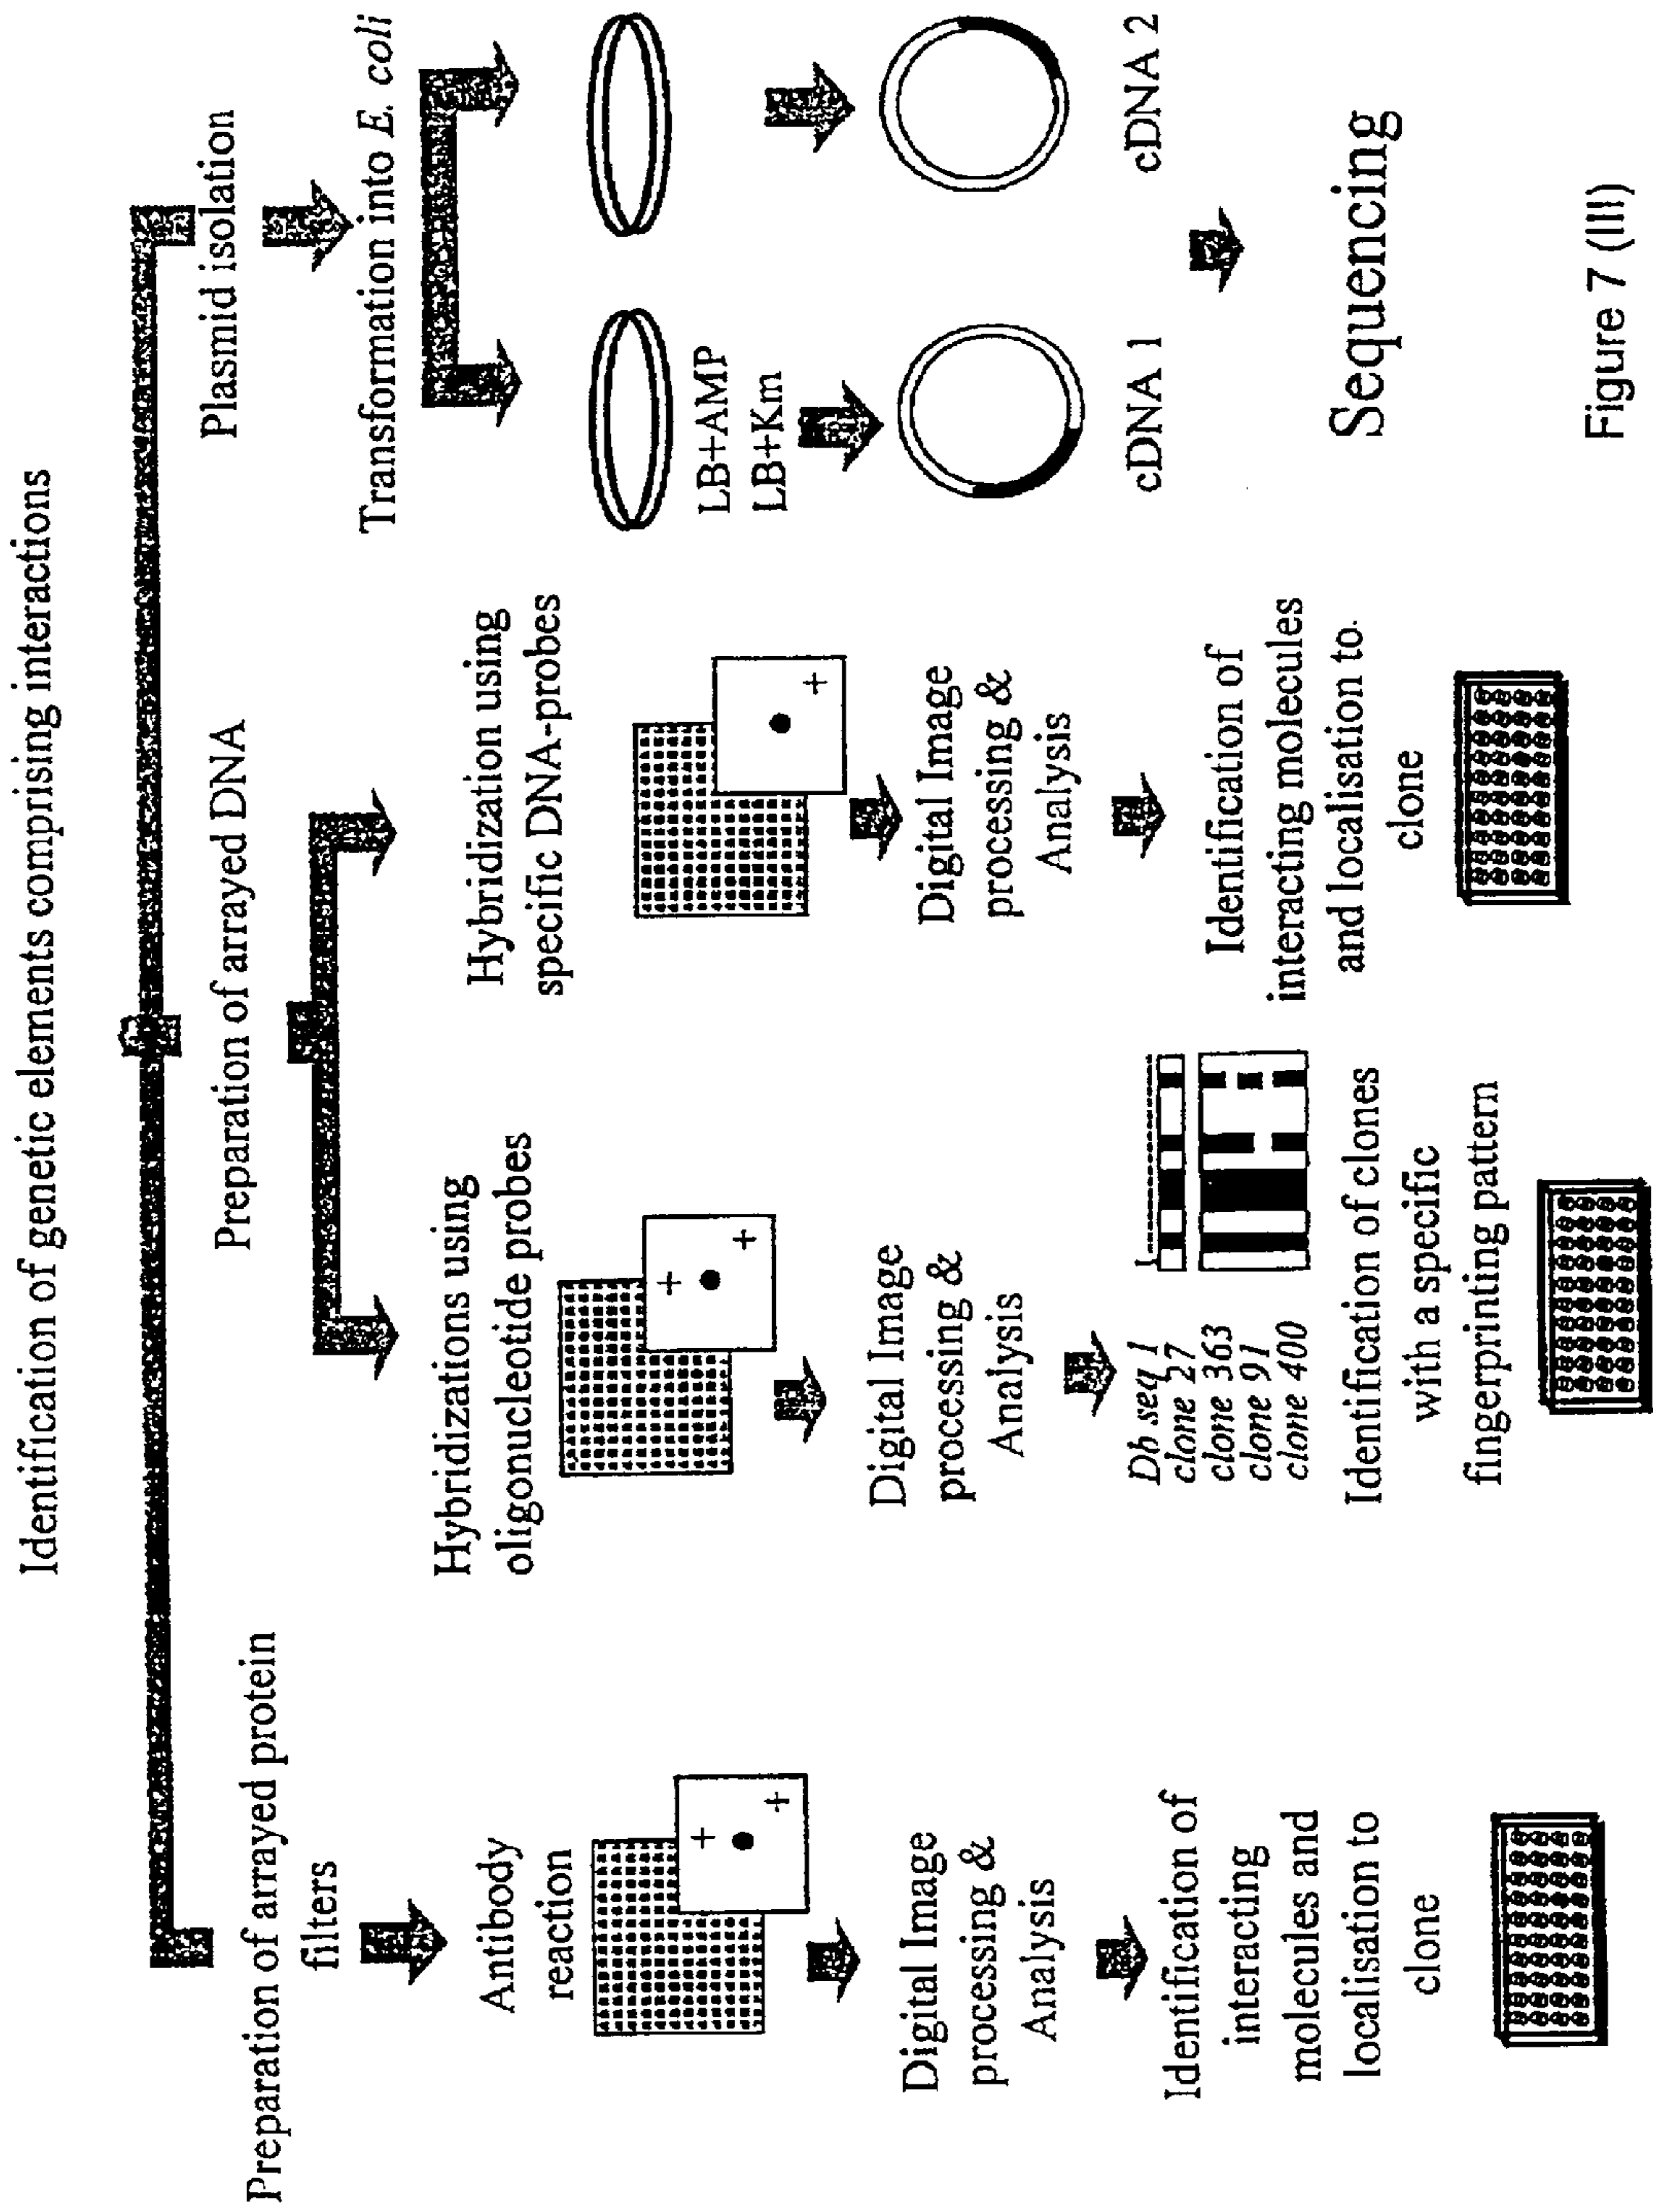 Identification of genetic elements comprising interactions
Preparation of arrayed protein
filters
Antibody
reaction
+
+
Digital Image
processing &
Analysis
Identification of
interacting
molecules and
localisation to
clone
Preparation of arrayed DNA
Hybridizations using
oligonucleotide probes
+
+
Digital Image
processing &
Analysis
Db seq 1
clone 27
clone 363
clone 91
clone 400
Identification of clones
with a specific
fingerprinting pattern
Hybridization using
specific DNA-probes
+
Digital Image
processing &
Analysis
Identification of
interacting molecules
and localisation to
clone
Plasmid isolation
Transformation into E. coli
LB+AMP
LB+Km
cDNA 1
cDNA 2
Sequencing
Figure 7 (III)